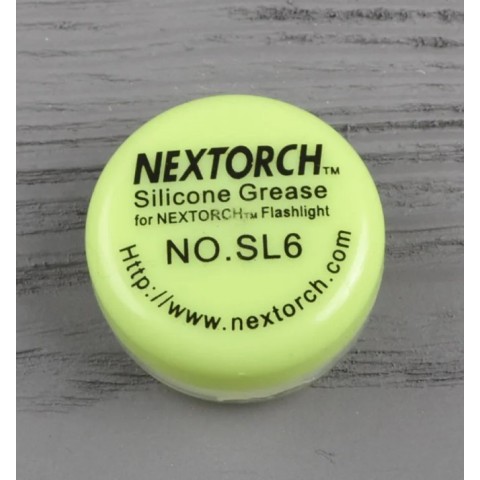 NEXTORCH™
Silicone Grease
for NEXTORCH™ Flashlight
NO.SL6
Http://www.nextorch.com